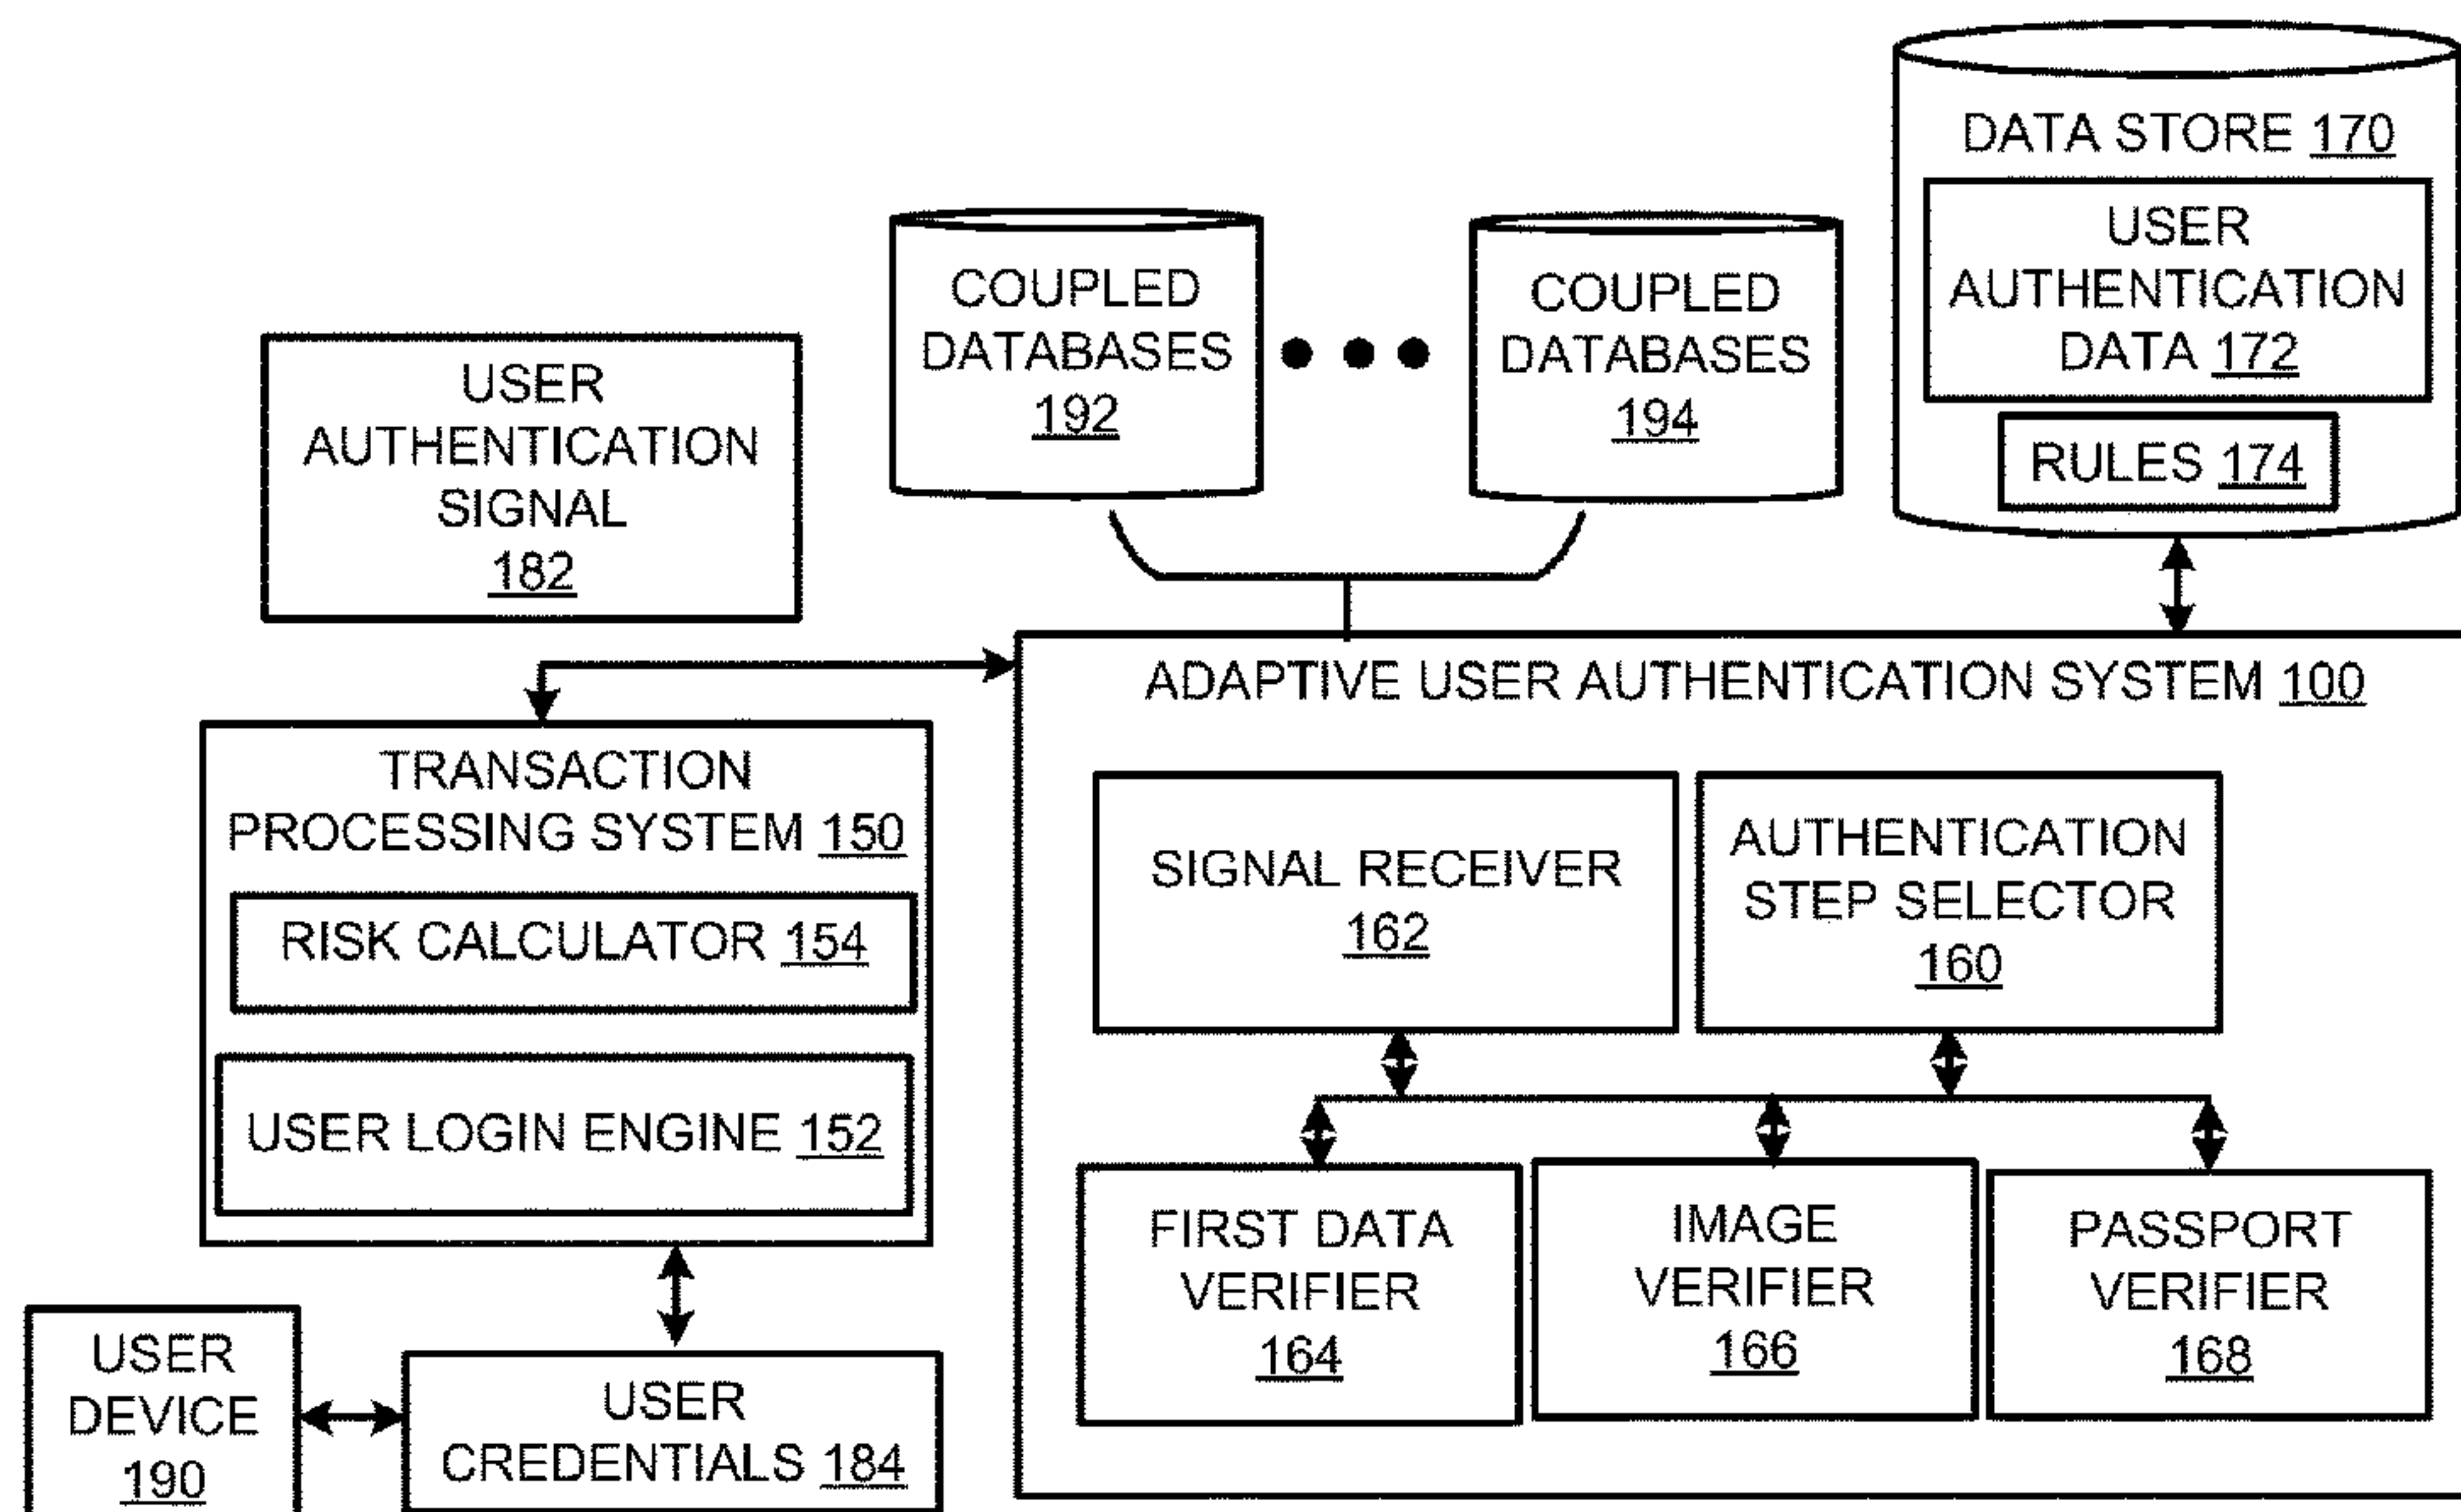 DATA STORE 170
USER
AUTHENTICATION
DATA 172
RULES 174
COUPLED
DATABASES
192
COUPLED
DATABASES
194
USER
AUTHENTICATION
SIGNAL
182
ADAPTIVE USER AUTHENTICATION SYSTEM 100
TRANSACTION
PROCESSING SYSTEM 150
RISK CALCULATOR 154
USER LOGIN ENGINE 152
SIGNAL RECEIVER
162
AUTHENTICATION
STEP SELECTOR
160
FIRST DATA
VERIFIER
164
IMAGE
VERIFIER
166
PASSPORT
VERIFIER
168
USER
DEVICE
190
USER
CREDENTIALS 184